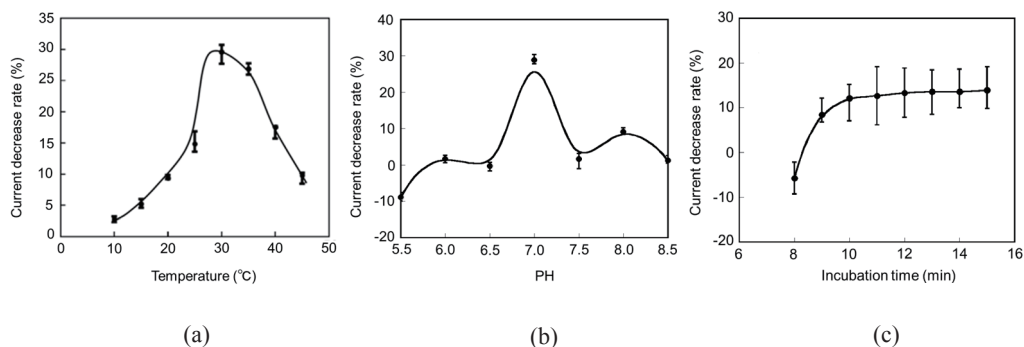 35
30
25
20
15
10
5
0
0 10 20 30 40 50
Current decrease rate (%)
Temperature (℃)
(a)
40
30
20
10
0
-10
-20
5.5 6.0 6.5 7.0 7.5 8.0 8.5
Current decrease rate (%)
PH
(b)
30
20
10
0
-10
-20
6 8 10 12 14 16
Current decrease rate (%)
Incubation time (min)
(c)